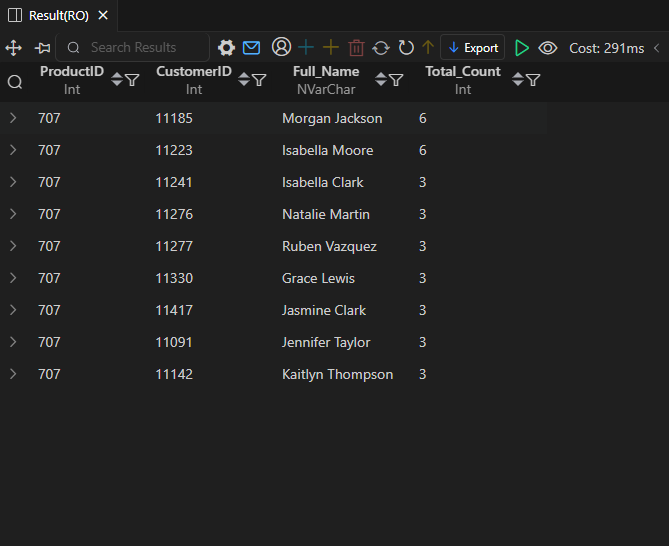 Result(RO)
Search Results Export Cost: 291ms
ProductID CustomerID Full_Name Total_Count
Int Int NVarChar Int
707 11185 Morgan Jackson 6
707 11223 Isabella Moore 6
707 11241 Isabella Clark 3
707 11276 Natalie Martin 3
707 11277 Ruben Vazquez 3
707 11330 Grace Lewis 3
707 11417 Jasmine Clark 3
707 11091 Jennifer Taylor 3
707 11142 Kaitlyn Thompson 3